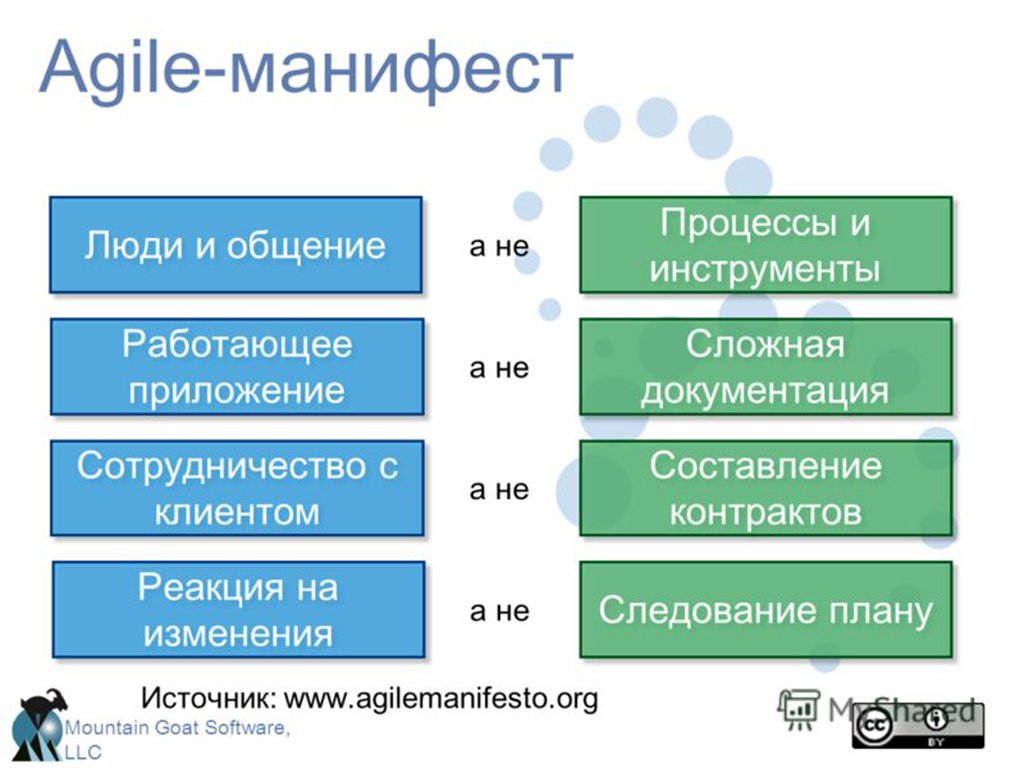 Agile-манифест
Люди и общение
а не
Процессы и
инструменты
Работающее
приложение
а не
Сложная
документация
Сотрудничество с
клиентом
а не
Составление
контрактов
Реакция на
изменения
а не
Следование плану
Источник: www.agilemanifesto.org
Mountain Goat Software,
LLC
MyShared
cc
BY